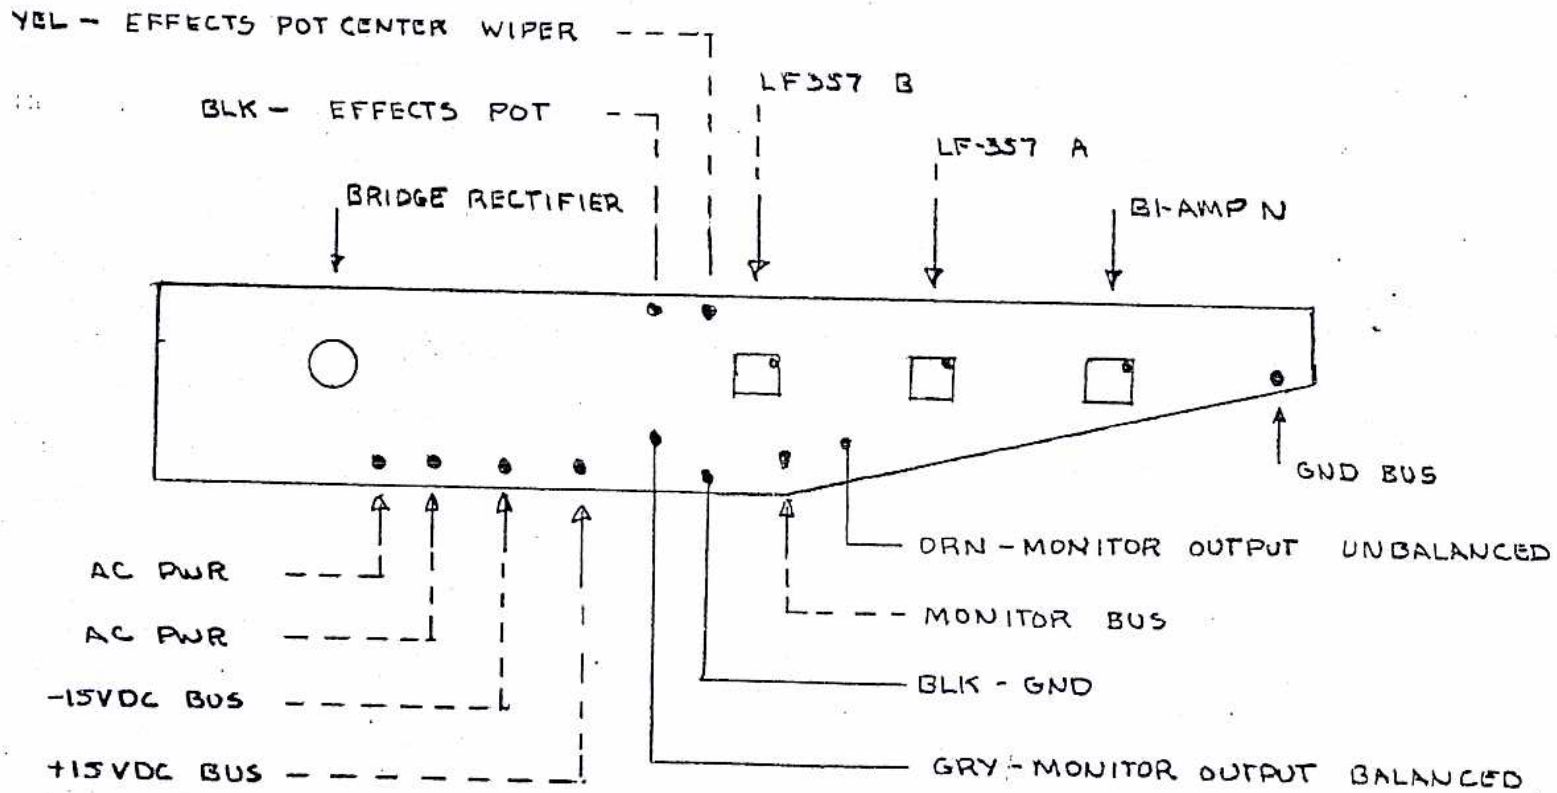 YEL - EFFECTS POT CENTER WIPER
BLK - EFFECTS POT
LF357 B
LF-357 A
BRIDGE RECTIFIER
BI-AMP N
GND BUS
ORN - MONITOR OUTPUT UNBALANCED
AC PWR
MONITOR BUS
AC PWR
BLK - GND
-15VDC BUS
+15VDC BUS
GRY - MONITOR OUTPUT BALANCED